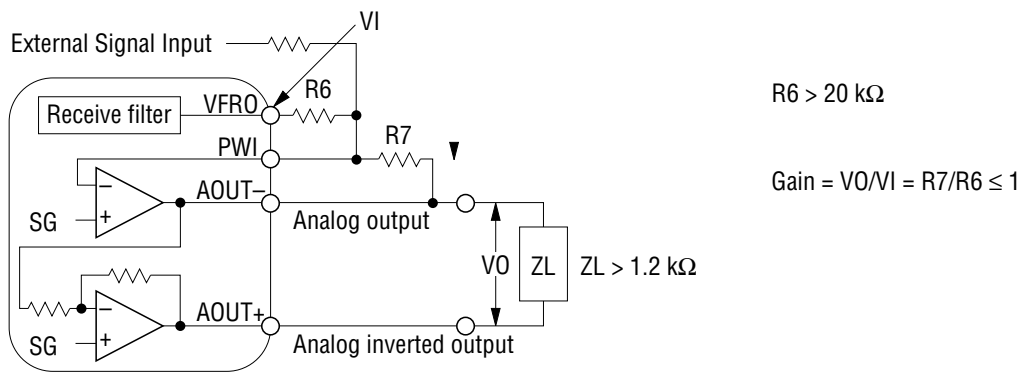 VI
External Signal Input
R6
R6 > 20 kΩ
Receive filter
VFRO
R7
PWI
Gain = VO/VI = R7/R6 ≤ 1
−
AOUT−
+
SG
Analog output
VO
ZL
ZL > 1.2 kΩ
−
AOUT+
+
SG
Analog inverted output